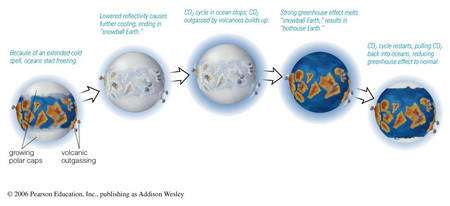 Because of an extended cold
spell, oceans start freezing.
Lowered reflectivity causes
further cooling, ending in
"snowball Earth."
CO₂ cycle in ocean stops; CO₂
outgassed by volcanoes builds up.
Strong greenhouse effect melts
"snowball Earth," results in
"hothouse Earth."
CO₂ cycle restarts, pulling CO₂
back into oceans, reducing
greenhouse effect to normal.
growing
polar caps
volcanic
outgassing
© 2006 Pearson Education, Inc., publishing as Addison Wesley